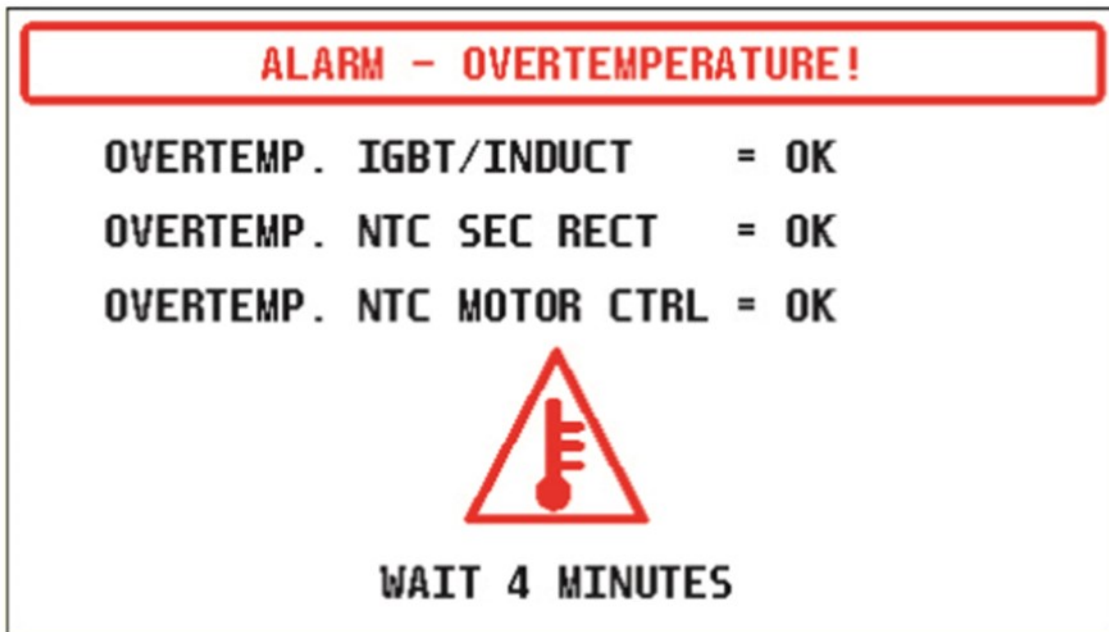 ALARM - OVERTEMPERATURE!
OVERTEMP. IGBT/INDUCT = OK
OVERTEMP. NTC SEC RECT = OK
OVERTEMP. NTC MOTOR CTRL = OK
WAIT 4 MINUTES